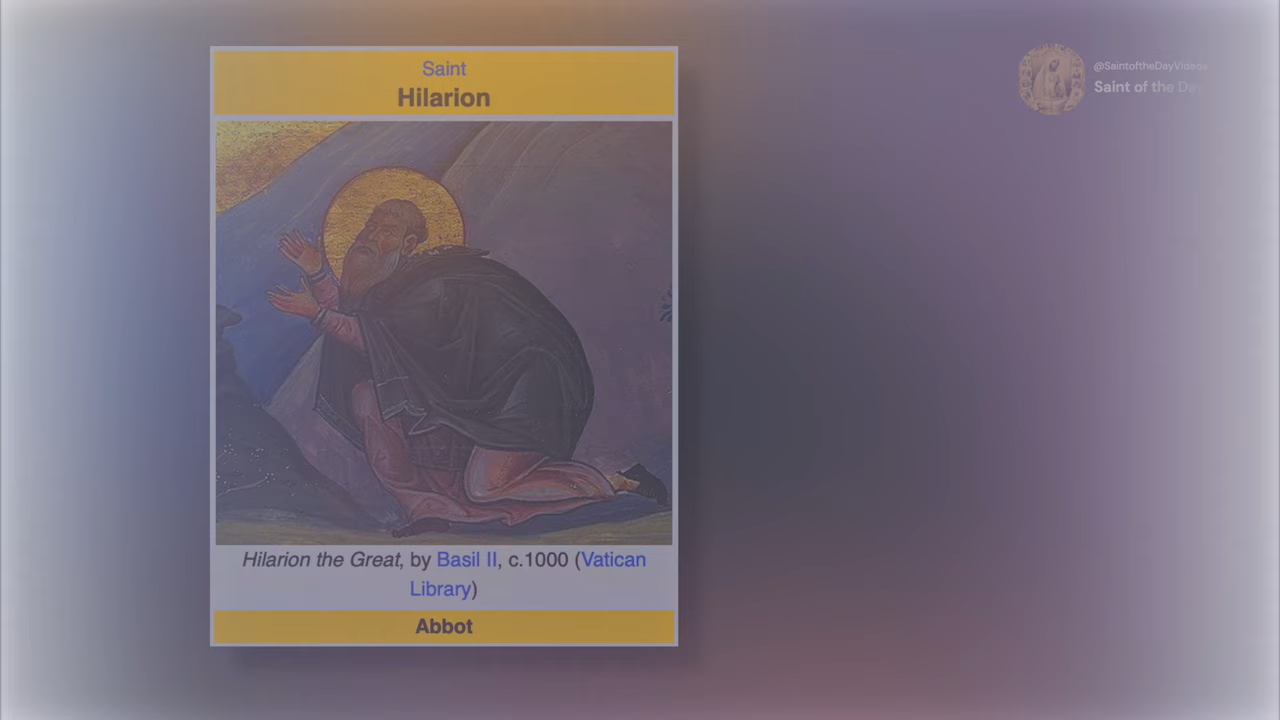 Saint
Hilarion
@SaintoftheDayVideos
Saint of the Day
Hilarion the Great, by Basil II, c.1000 (Vatican
Library)
Abbot